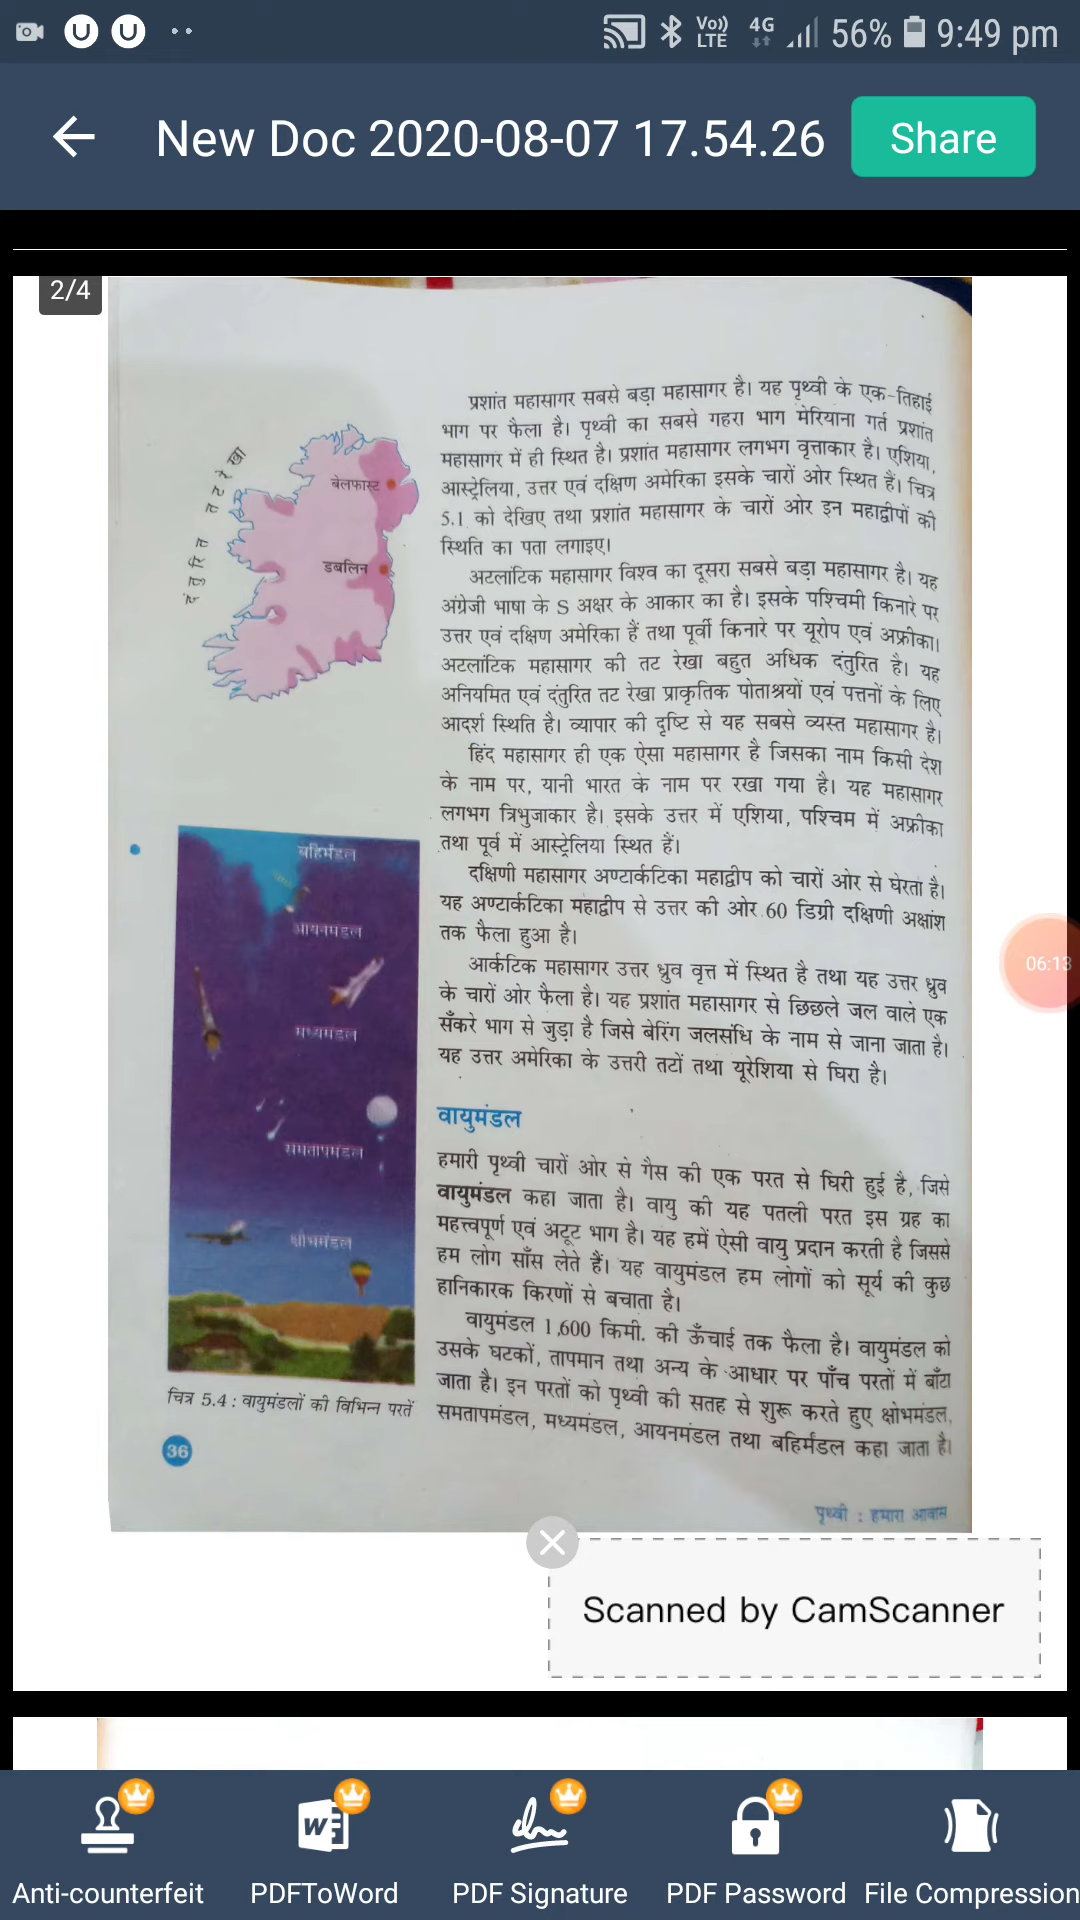 Vo))
LTE
4G
56%
9:49 pm
New Doc 2020-08-07 17.54.26
Share
2/4
दंतुरित तटरेखा
बेलफास्ट
डबलिन
प्रशांत महासागर सबसे बड़ा महासागर है। यह पृथ्वी के एक-तिहाई
भाग पर फैला है। पृथ्वी का सबसे गहरा भाग मेरियाना गर्त प्रशांत
महासागर में ही स्थित है। प्रशांत महासागर लगभग वृत्ताकार है। एशिया,
आस्ट्रेलिया, उत्तर एवं दक्षिण अमेरिका इसके चारों ओर स्थित हैं। चित्र
5.1 को देखिए तथा प्रशांत महासागर के चारों ओर इन महाद्वीपों की
स्थिति का पता लगाइए।
अटलांटिक महासागर विश्व का दूसरा सबसे बड़ा महासागर है। यह
अंग्रेजी भाषा के S अक्षर के आकार का है। इसके पश्चिमी किनारे पर
उत्तर एवं दक्षिण अमेरिका हैं तथा पूर्वी किनारे पर यूरोप एवं अफ्रीका।
अटलांटिक महासागर की तट रेखा बहुत अधिक दंतुरित है। यह
अनियमित एवं दंतुरित तट रेखा प्राकृतिक पोताश्रयों एवं पत्तनों के लिए
आदर्श स्थिति है। व्यापार की दृष्टि से यह सबसे व्यस्त महासागर है।
हिंद महासागर ही एक ऐसा महासागर है जिसका नाम किसी देश
के नाम पर, यानी भारत के नाम पर रखा गया है। यह महासागर
लगभग त्रिभुजाकार है। इसके उत्तर में एशिया, पश्चिम में अफ्रीका
तथा पूर्व में आस्ट्रेलिया स्थित हैं।
दक्षिणी महासागर अण्टार्कटिका महाद्वीप को चारों ओर से घेरता है।
यह अण्टार्कटिका महाद्वीप से उत्तर की ओर 60 डिग्री दक्षिणी अक्षांश
तक फैला हुआ है।
आर्कटिक महासागर उत्तर ध्रुव वृत्त में स्थित है तथा यह उत्तर ध्रुव
के चारों ओर फैला है। यह प्रशांत महासागर से छिछले जल वाले एक
सँकरे भाग से जुड़ा है जिसे बेरिंग जलसंधि के नाम से जाना जाता है।
यह उत्तर अमेरिका के उत्तरी तटों तथा यूरेशिया से घिरा है।
बहिर्मंडल
आयनमंडल
मध्यमंडल
समतापमंडल
क्षोभमंडल
चित्र 5.4 : वायुमंडलों की विभिन्न परतें
वायुमंडल
हमारी पृथ्वी चारों ओर से गैस की एक परत से घिरी हुई है, जिसे
वायुमंडल कहा जाता है। वायु की यह पतली परत इस ग्रह का
महत्त्वपूर्ण एवं अटूट भाग है। यह हमें ऐसी वायु प्रदान करती है जिससे
हम लोग साँस लेते हैं। यह वायुमंडल हम लोगों को सूर्य की कुछ
हानिकारक किरणों से बचाता है।
वायुमंडल 1,600 किमी. की ऊँचाई तक फैला है। वायुमंडल को
उसके घटकों, तापमान तथा अन्य के आधार पर पाँच परतों में बाँटा
जाता है। इन परतों को पृथ्वी की सतह से शुरू करते हुए क्षोभमंडल,
समतापमंडल, मध्यमंडल, आयनमंडल तथा बहिर्मंडल कहा जाता है।
36
पृथ्वी : हमारा आवास
06:13
Scanned by CamScanner
Anti-counterfeit
PDFToWord
PDF Signature
PDF Password
File Compression